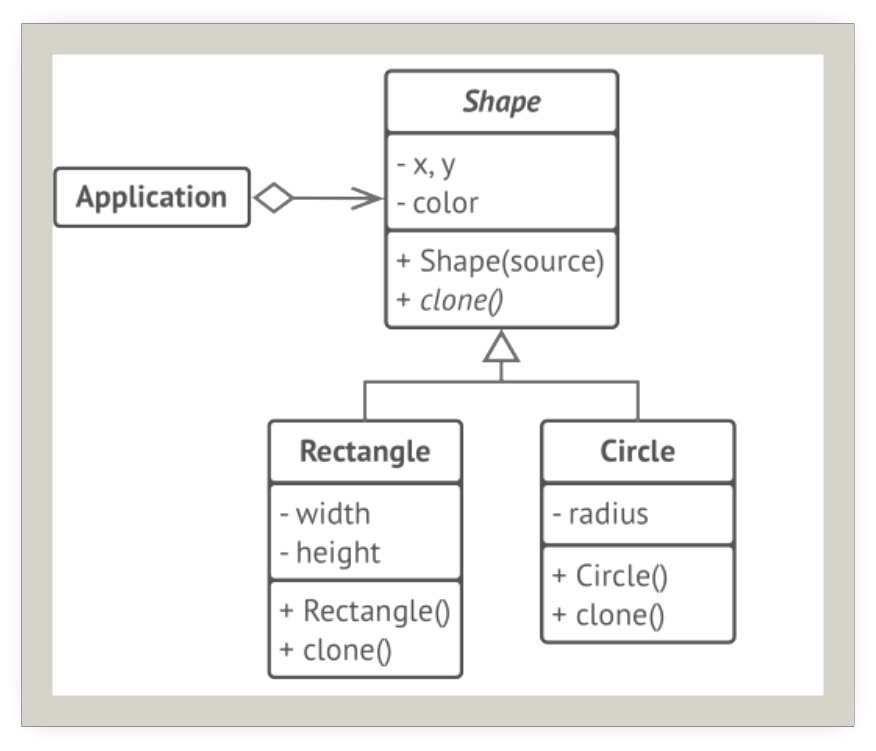 Shape
- x, y
- color
+ Shape(source)
+ clone()
Application
Rectangle
- width
- height
+ Rectangle()
+ clone()
Circle
- radius
+ Circle()
+ clone()